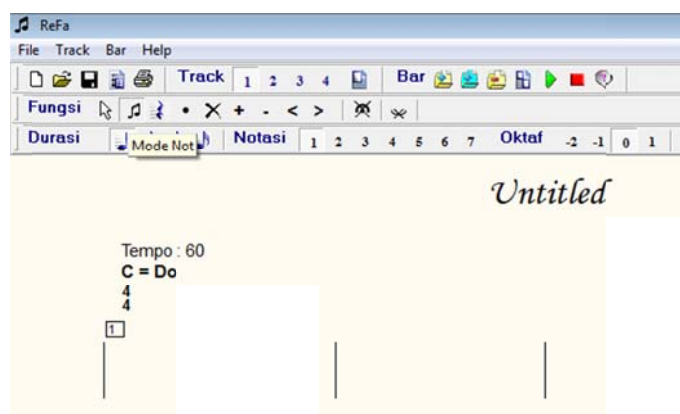 ReFa
File Track Bar Help
Track 1 2 3 4 Bar
Fungsi + - < >
Durasi Mode Not Notasi 1 2 3 4 5 6 7 Oktaf -2 -1 0 1
Untitled
Tempo : 60
C = Do
4
4
1